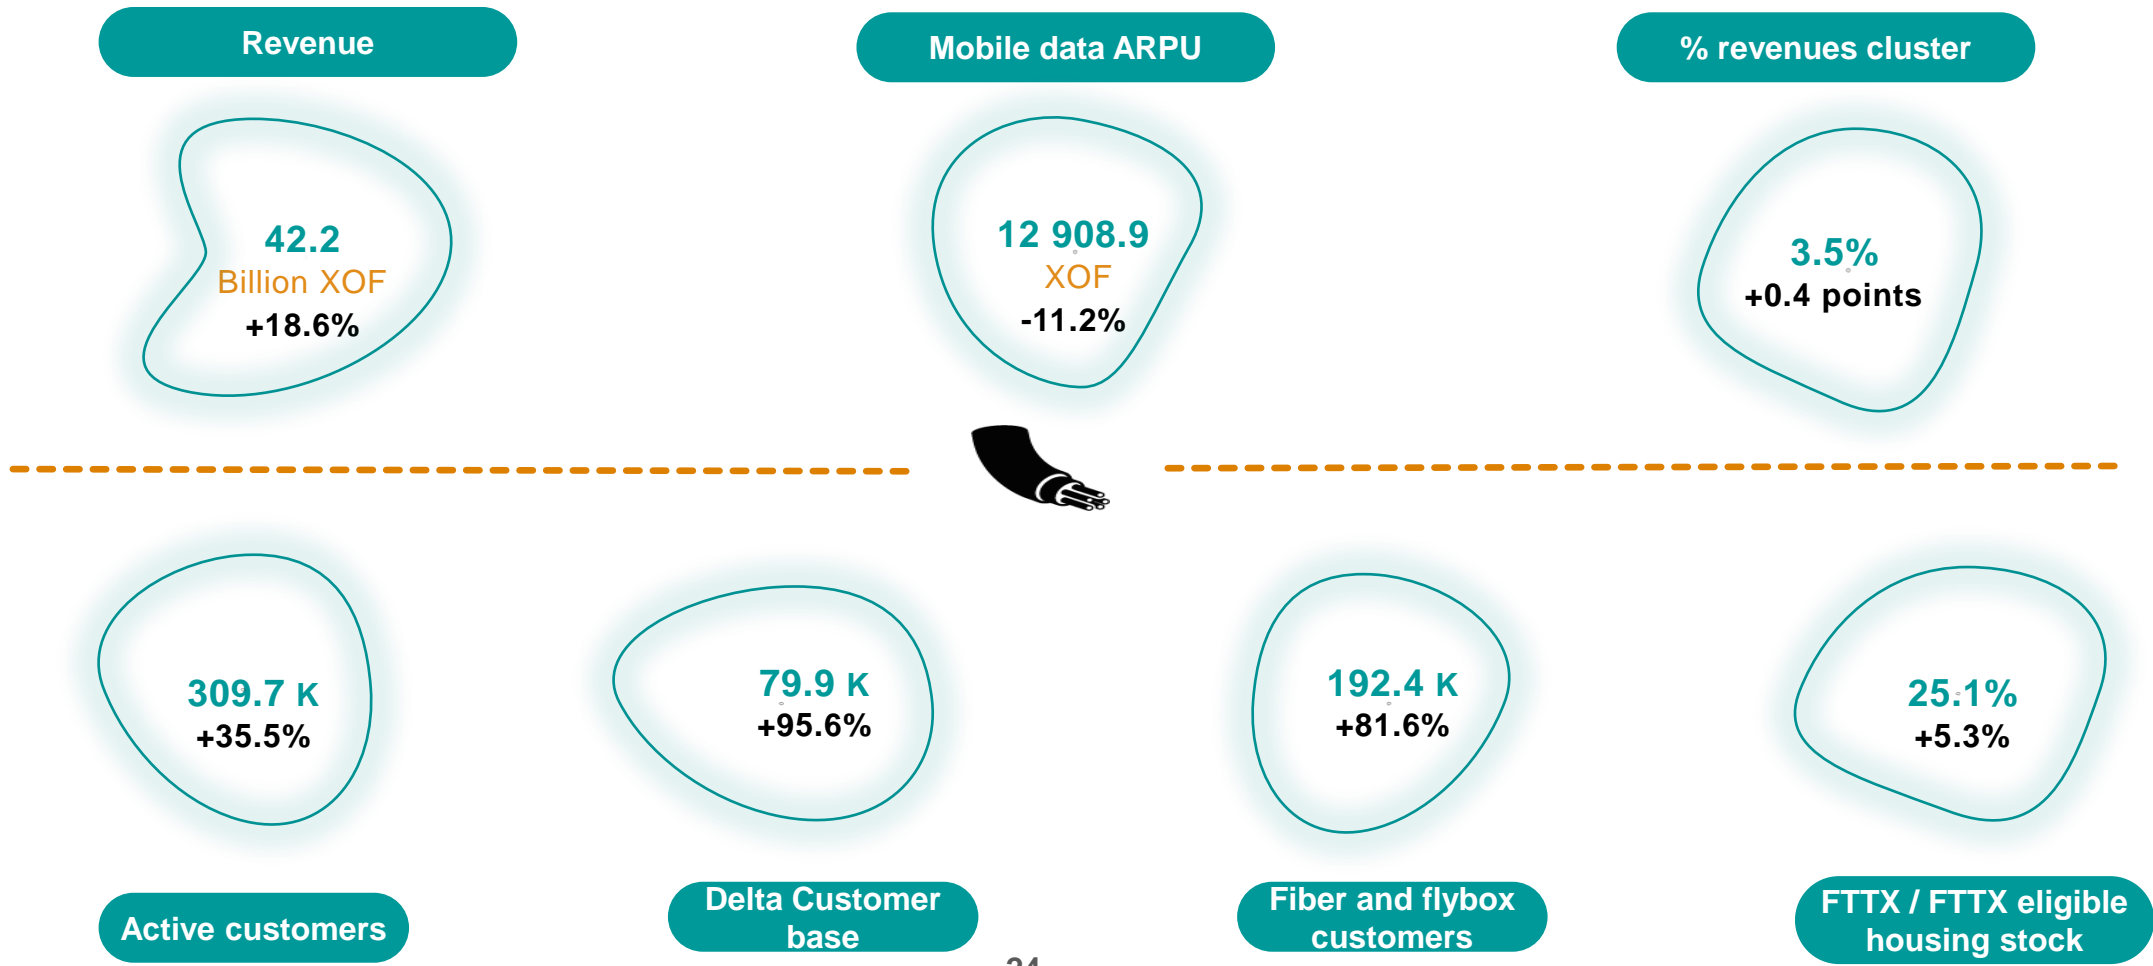 Revenue
Mobile data ARPU
% revenues cluster
42.2
Billion XOF
+18.6%
12 908.9
XOF
-11.2%
3.5%
+0.4 points
309.7 K
+35.5%
79.9 K
+95.6%
192.4 K
+81.6%
25.1%
+5.3%
Active customers
Delta Customer
base
Fiber and flybox
customers
FTTX / FTTX eligible
housing stock
24